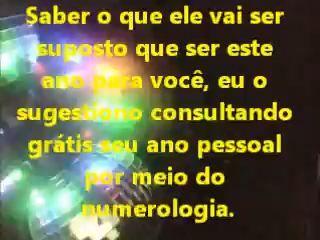 Saber o que ele vai ser
suposto que ser este
ano para você, eu o
sugestiono consultando
grátis seu ano pessoal
por meio do
numerologia.